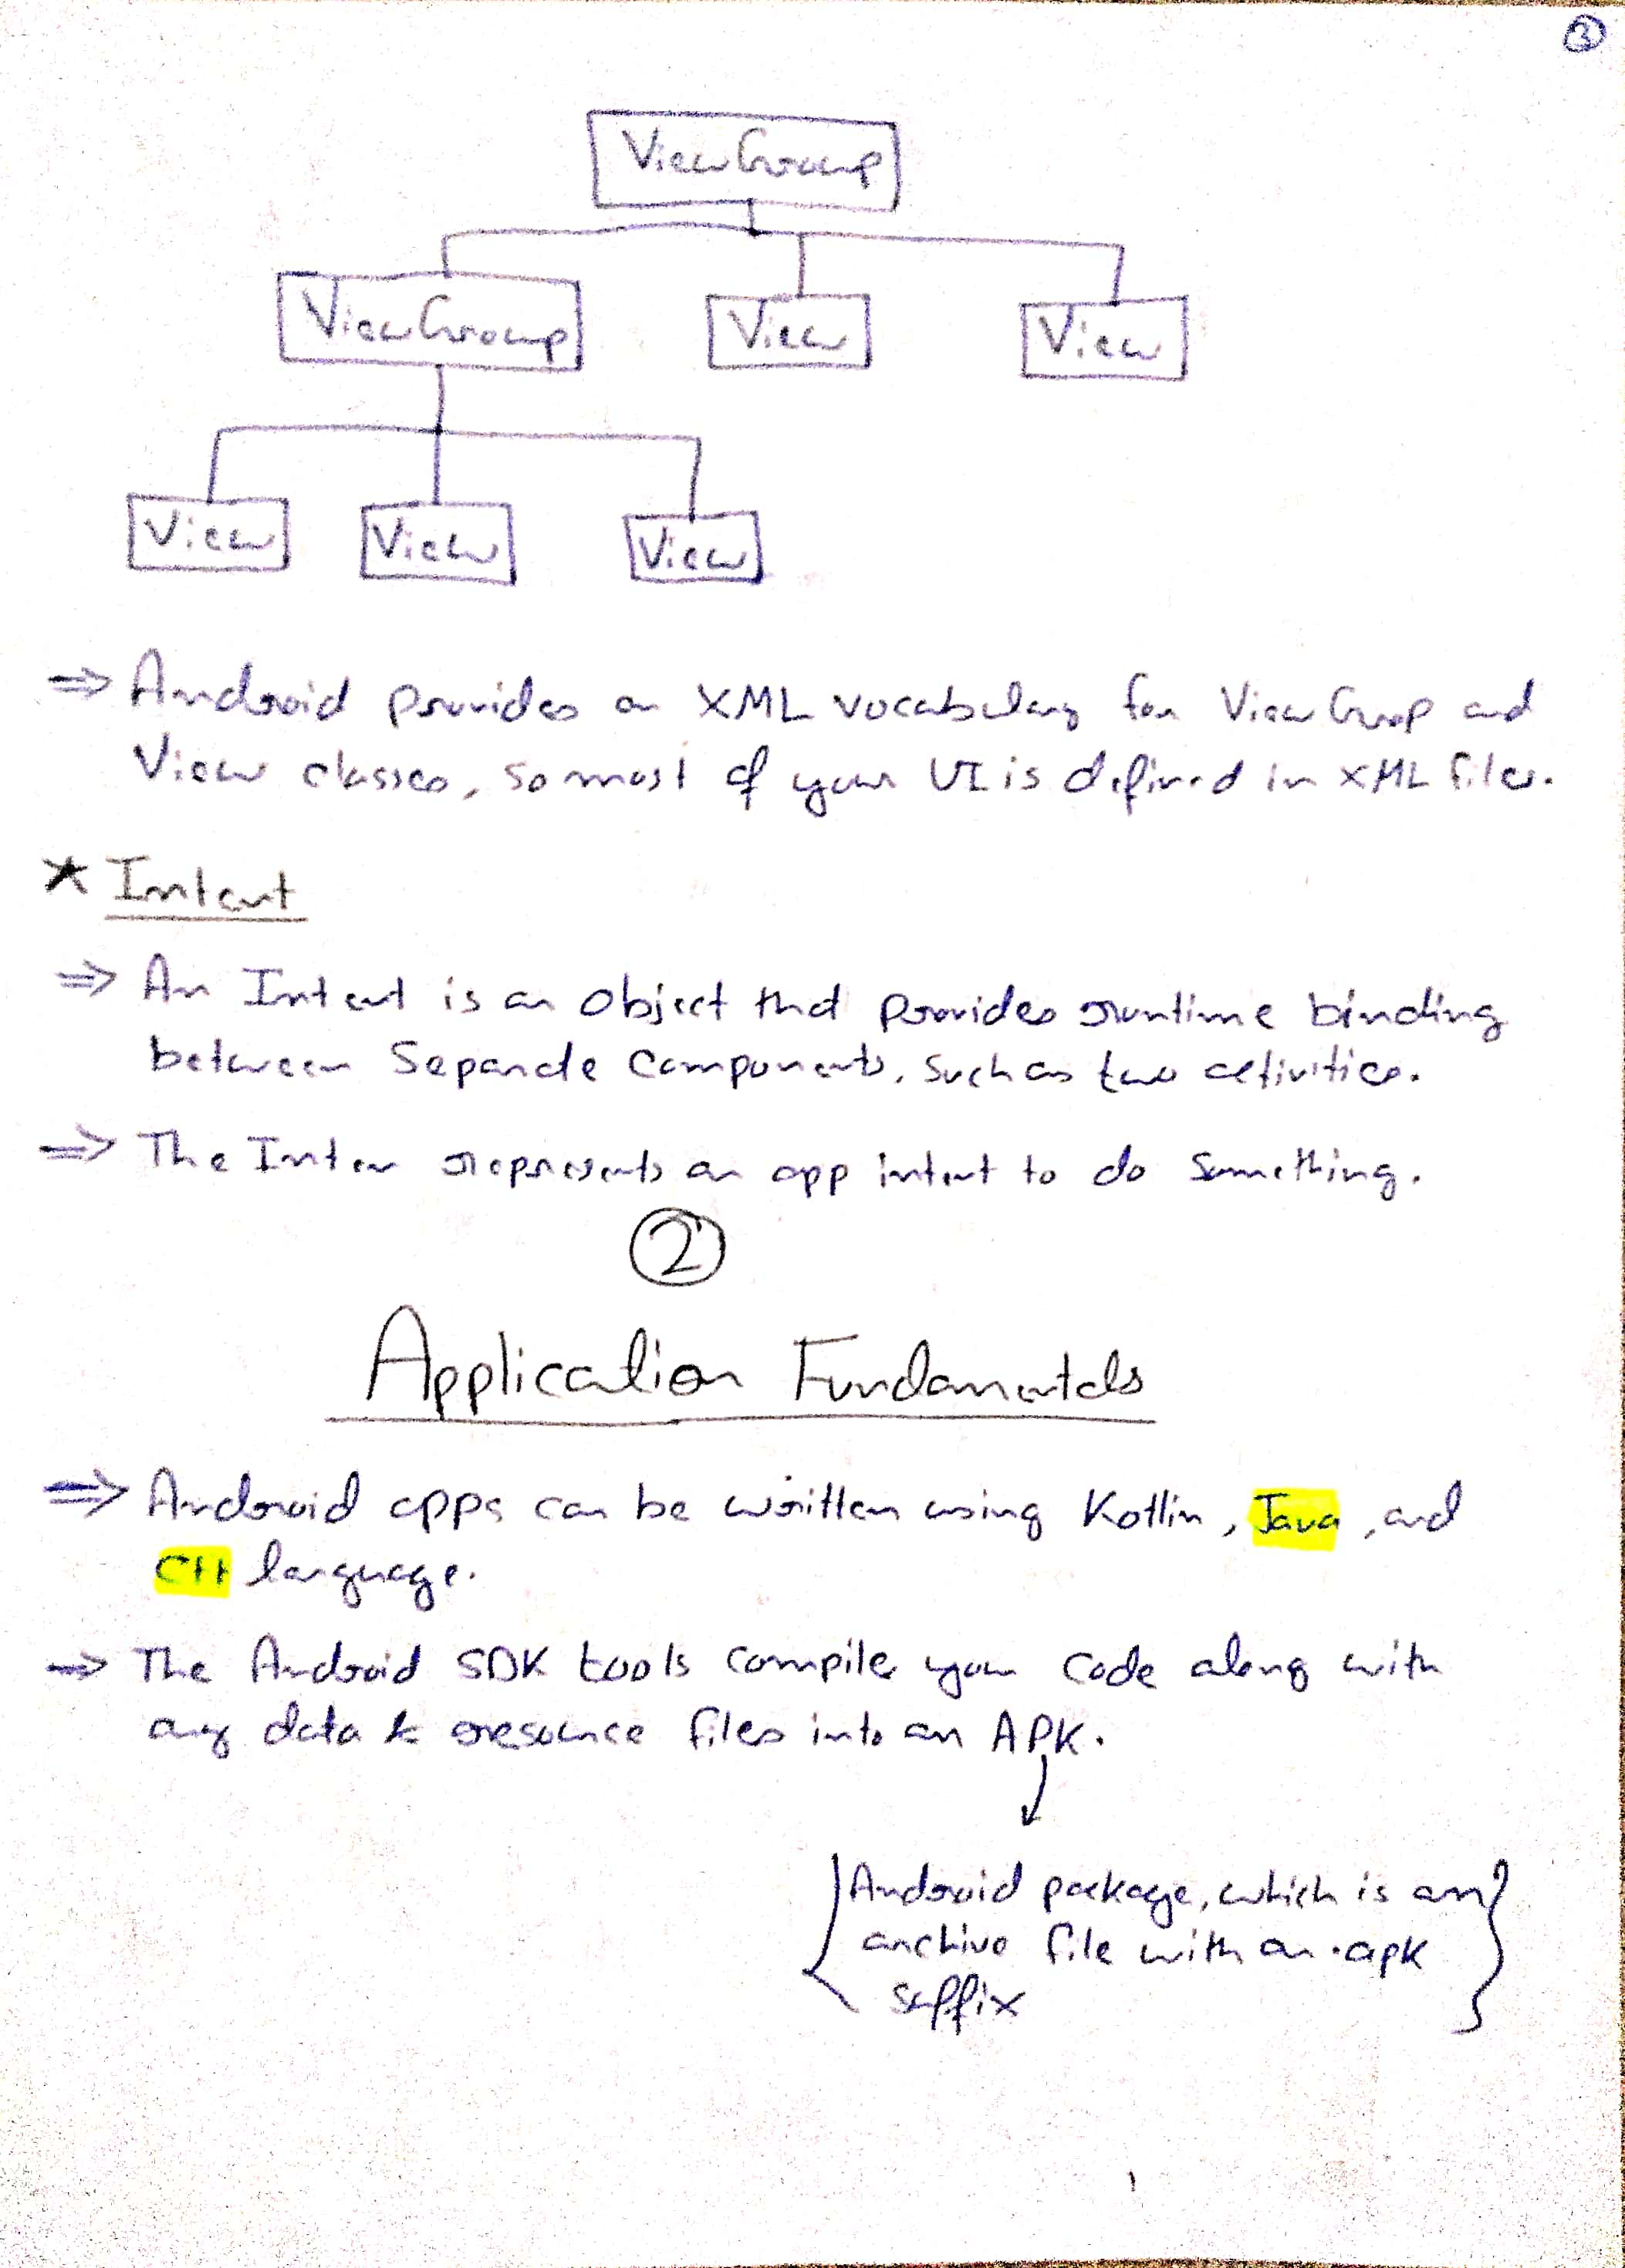 3
ViewGroup
ViewGroup View View
View View View
⇒ Android provides an XML vocabulary for ViewGroup and
View classes, so most of your UI is defined in XML files.
* Intent
⇒ An Intent is an object that provides runtime binding
between separate components, such as two activities.
⇒ The Inten represents an app intent to do something.
2
Application Fundamentals
⇒ Android apps can be written using Kotlin, Java, and
C++ language.
⇒ The Android SDK tools compiles your code along with
any data & resource files into an APK.
{Android package, which is an}
archive file with an .apk
suffix